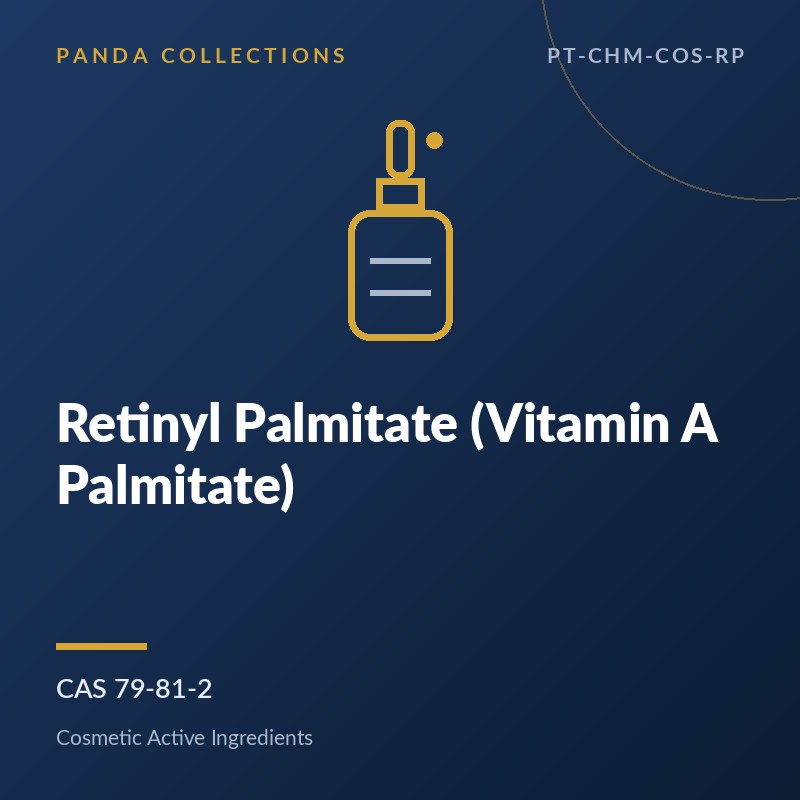 PANDA COLLECTIONS
PT-CHM-COS-RP
Retinyl Palmitate (Vitamin A
Palmitate)
CAS 79-81-2
Cosmetic Active Ingredients